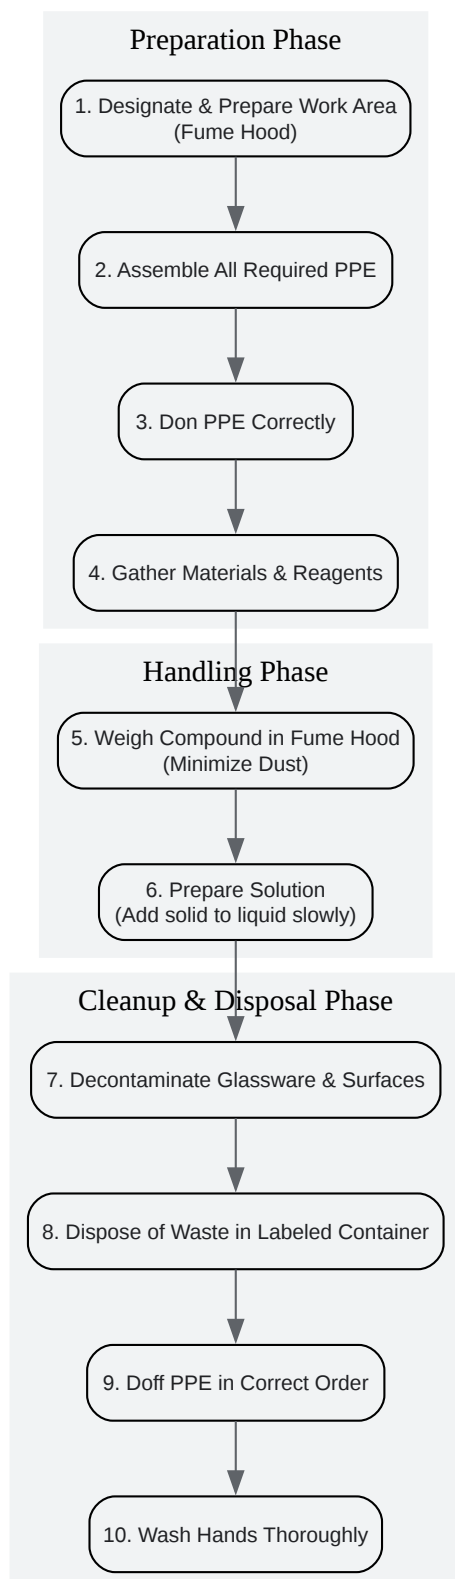 Preparation Phase
1. Designate & Prepare Work Area
(Fume Hood)
2. Assemble All Required PPE
3. Don PPE Correctly
4. Gather Materials & Reagents
Handling Phase
5. Weigh Compound in Fume Hood
(Minimize Dust)
6. Prepare Solution
(Add solid to liquid slowly)
Cleanup & Disposal Phase
7. Decontaminate Glassware & Surfaces
8. Dispose of Waste in Labeled Container
9. Doff PPE in Correct Order
10. Wash Hands Thoroughly